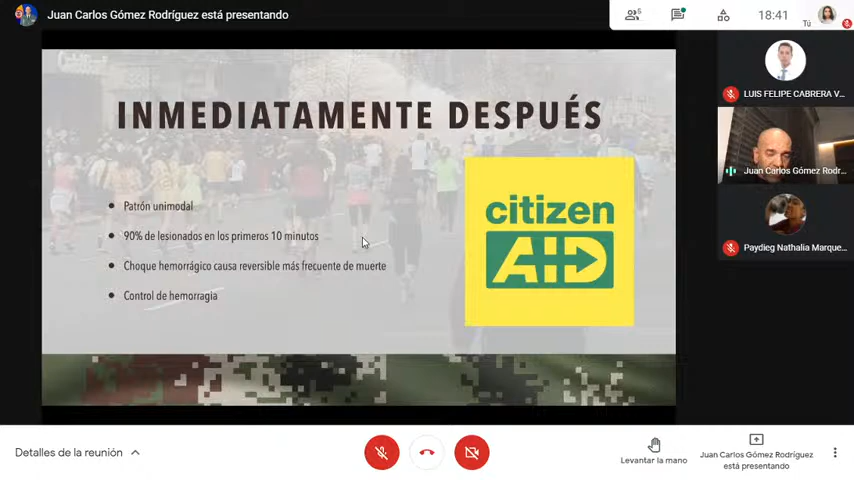 Juan Carlos Gómez Rodríguez está presentando
6
18:41
Tú
LUIS FELIPE CABRERA V...
Juan Carlos Gómez Rodr...
Paydieg Nathalia Marque...
INMEDIATAMENTE DESPUÉS
Patrón unimodal
90% de lesionados en los primeros 10 minutos
Choque hemorrágico causa reversible más frecuente de muerte
Control de hemorragia
citizen
AID
Detalles de la reunión
Levantar la mano
Juan Carlos Gómez Rodríguez
está presentando